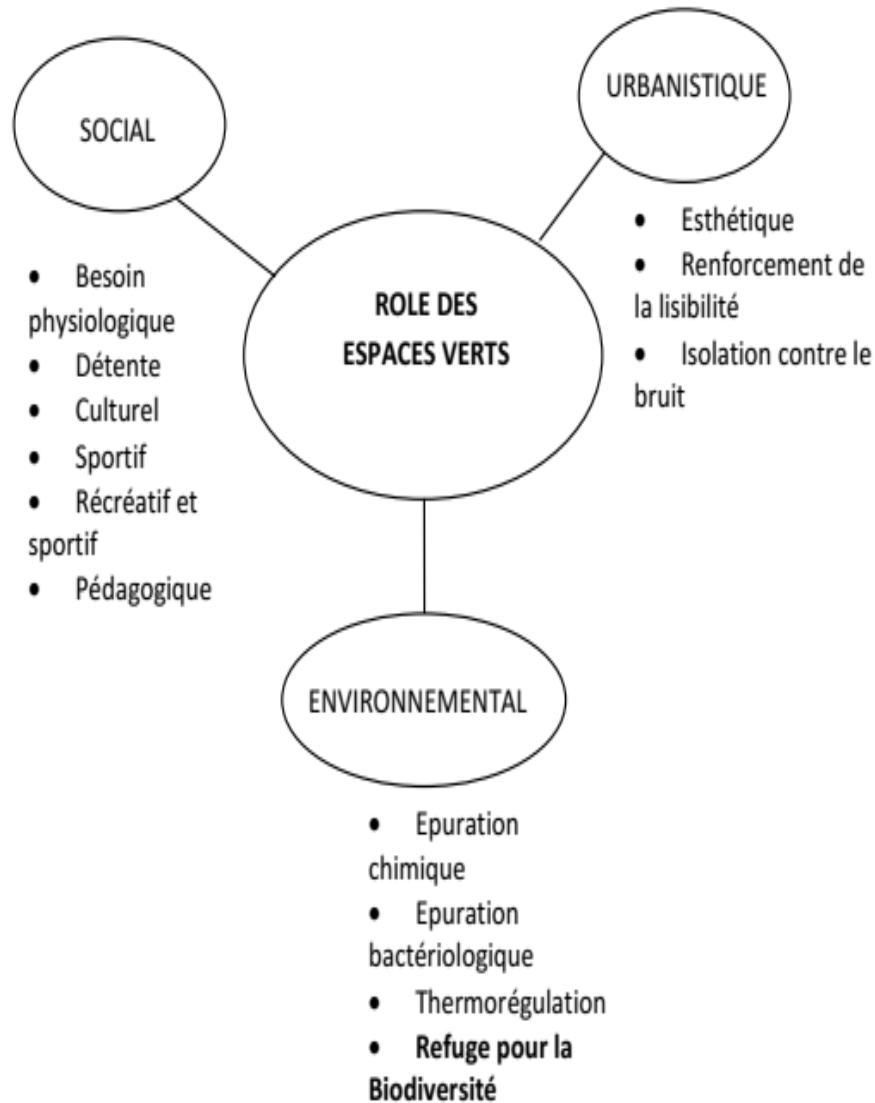 SOCIAL
• Besoin
physiologique
• Détente
• Culturel
• Sportif
• Récréatif et
sportif
• Pédagogique
ROLE DES
ESPACES VERTS
URBANISTIQUE
• Esthétique
• Renforcement de
la lisibilité
• Isolation contre le
bruit
ENVIRONNEMENTAL
• Epuration
chimique
• Epuration
bactériologique
• Thermorégulation
• Refuge pour la
Biodiversité